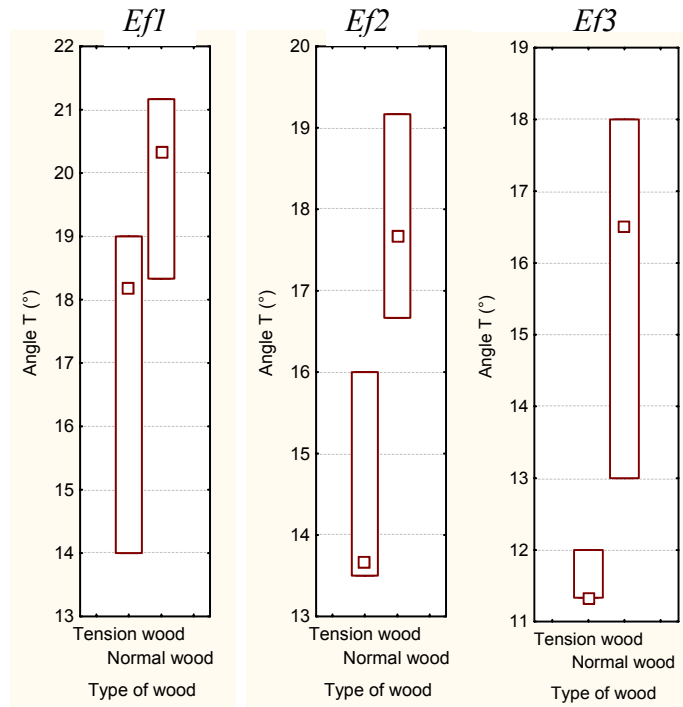 Ef1
22
21
20
19
18
17
16
15
14
13
Angle T (°)
Tension wood
Normal wood
Type of wood
Ef2
20
19
18
17
16
15
14
13
Angle T (°)
Tension wood
Normal wood
Type of wood
Ef3
19
18
17
16
15
14
13
12
11
Angle T (°)
Tension wood
Normal wood
Type of wood